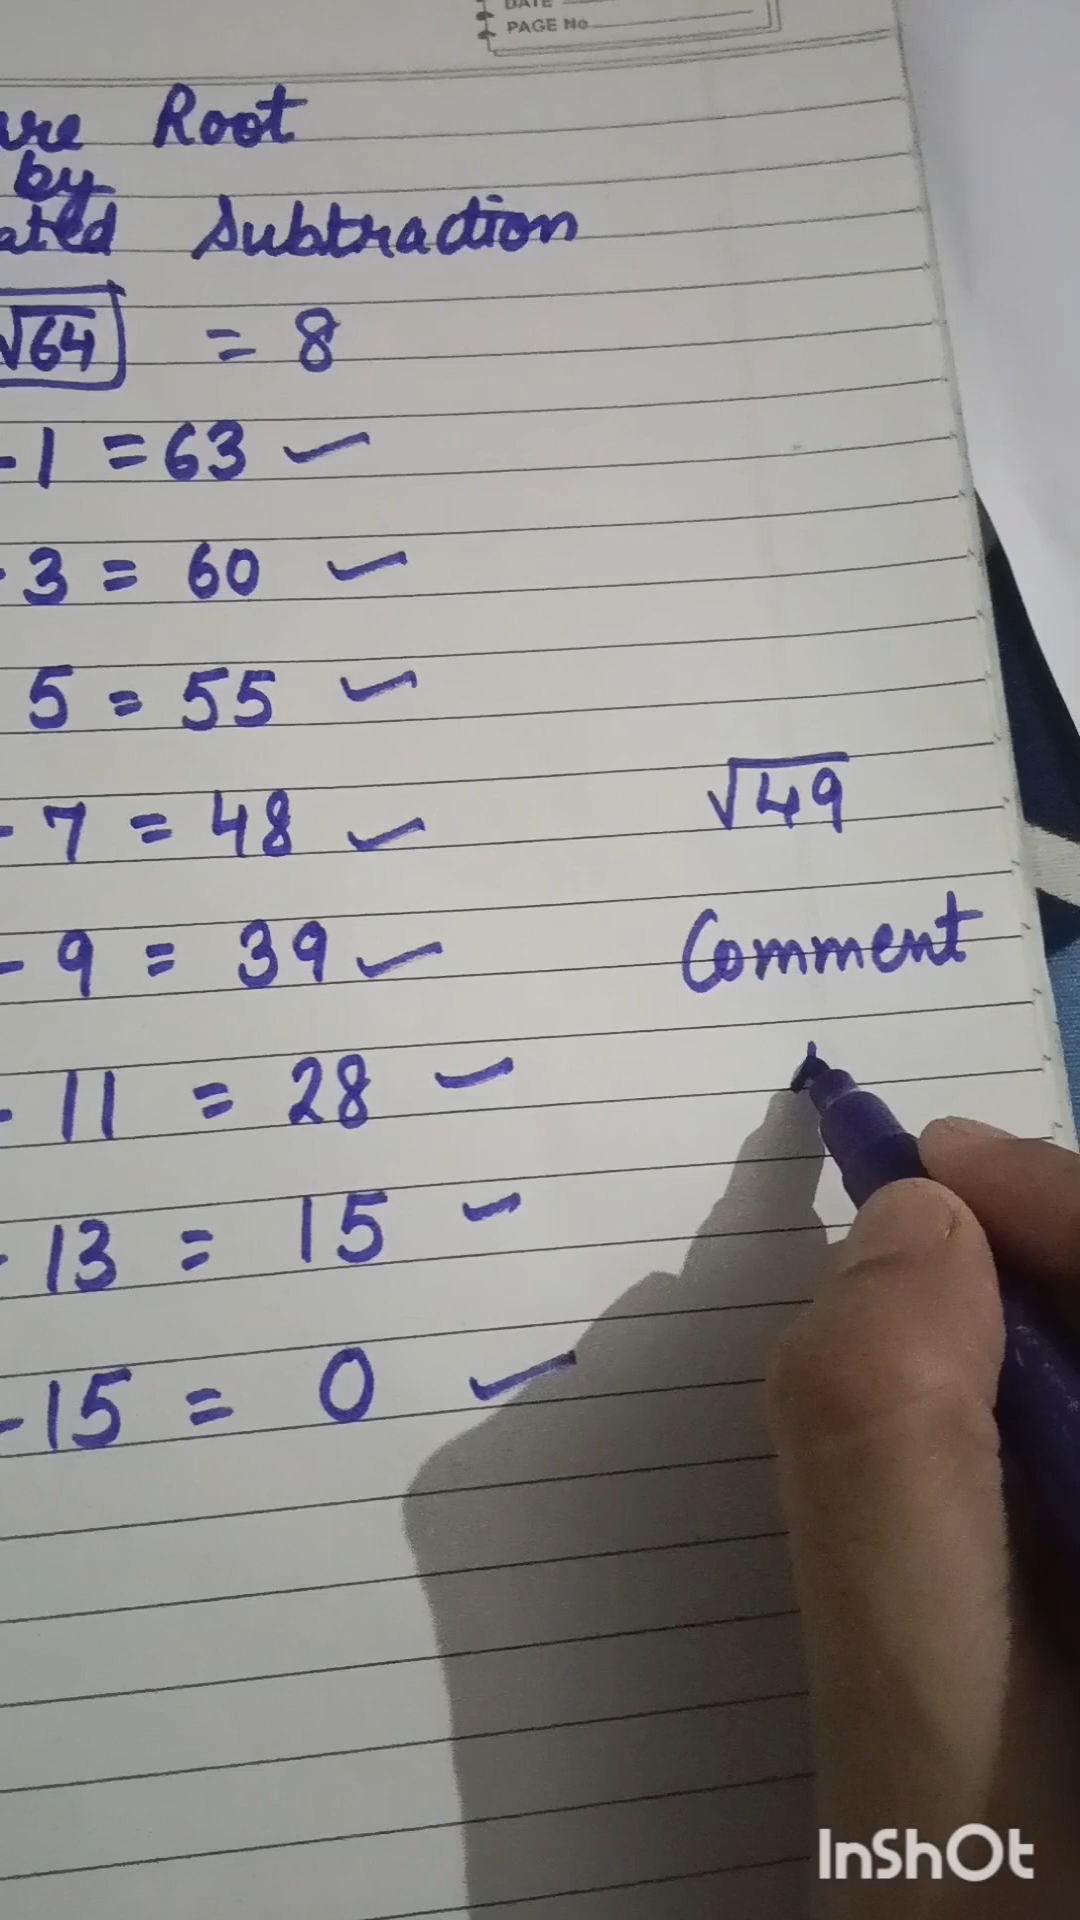 DATE
PAGE No
Root
by
Subtraction
√64 = 8
- 1 = 63
- 3 = 60
5 = 55
- 7 = 48
√49
- 9 = 39
Comment
- 11 = 28
- 13 = 15
- 15 = 0
InShOt